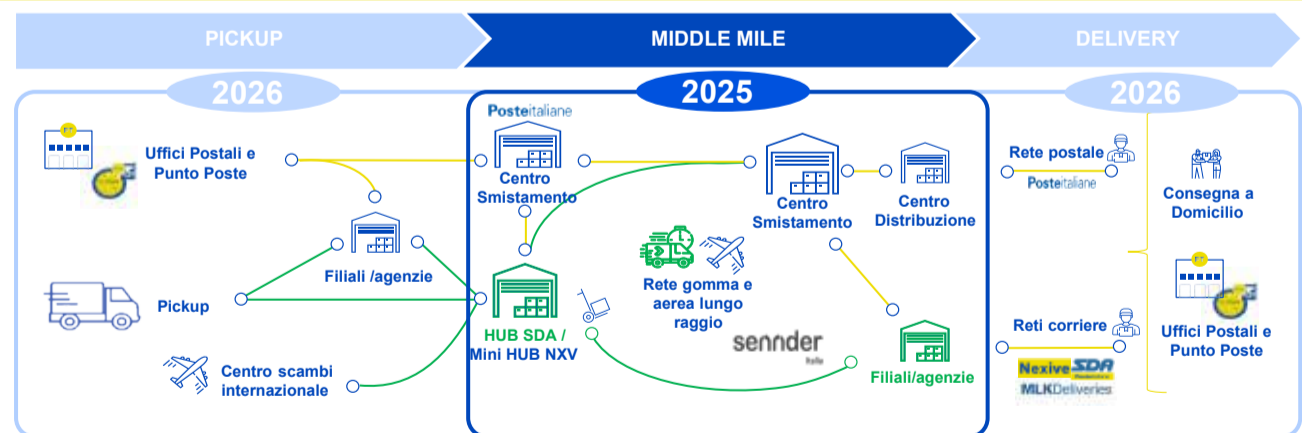 PICKUP
MIDDLE MILE
DELIVERY
2026
2025
2026
Uffici Postali e
Punto Poste
Filiali /agenzie
Pickup
Centro scambi
internazionale
Posteitaliane
Centro
Smistamento
HUB SDA /
Mini HUB NXV
Rete gomma e
aerea lungo
raggio
sennder
Italia
Centro
Smistamento
Centro
Distribuzione
Filiali/agenzie
Rete postale
Posteitaliane
Reti corriere
Nexive SDA
MLKDeliveries
Consegna a
Domicilio
Uffici Postali e
Punto Poste